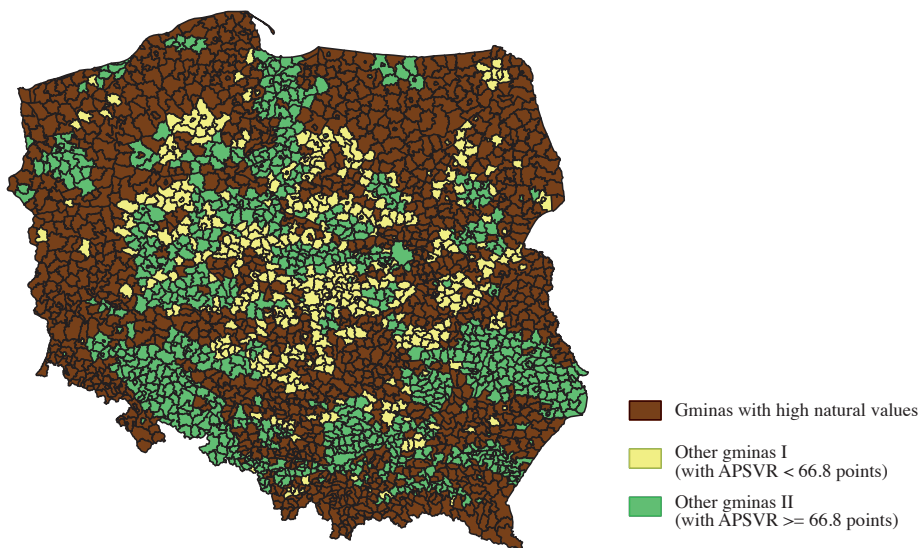 Gminas with high natural values
Other gminas I
(with APSVR < 66.8 points)
Other gminas II
(with APSVR >= 66.8 points)